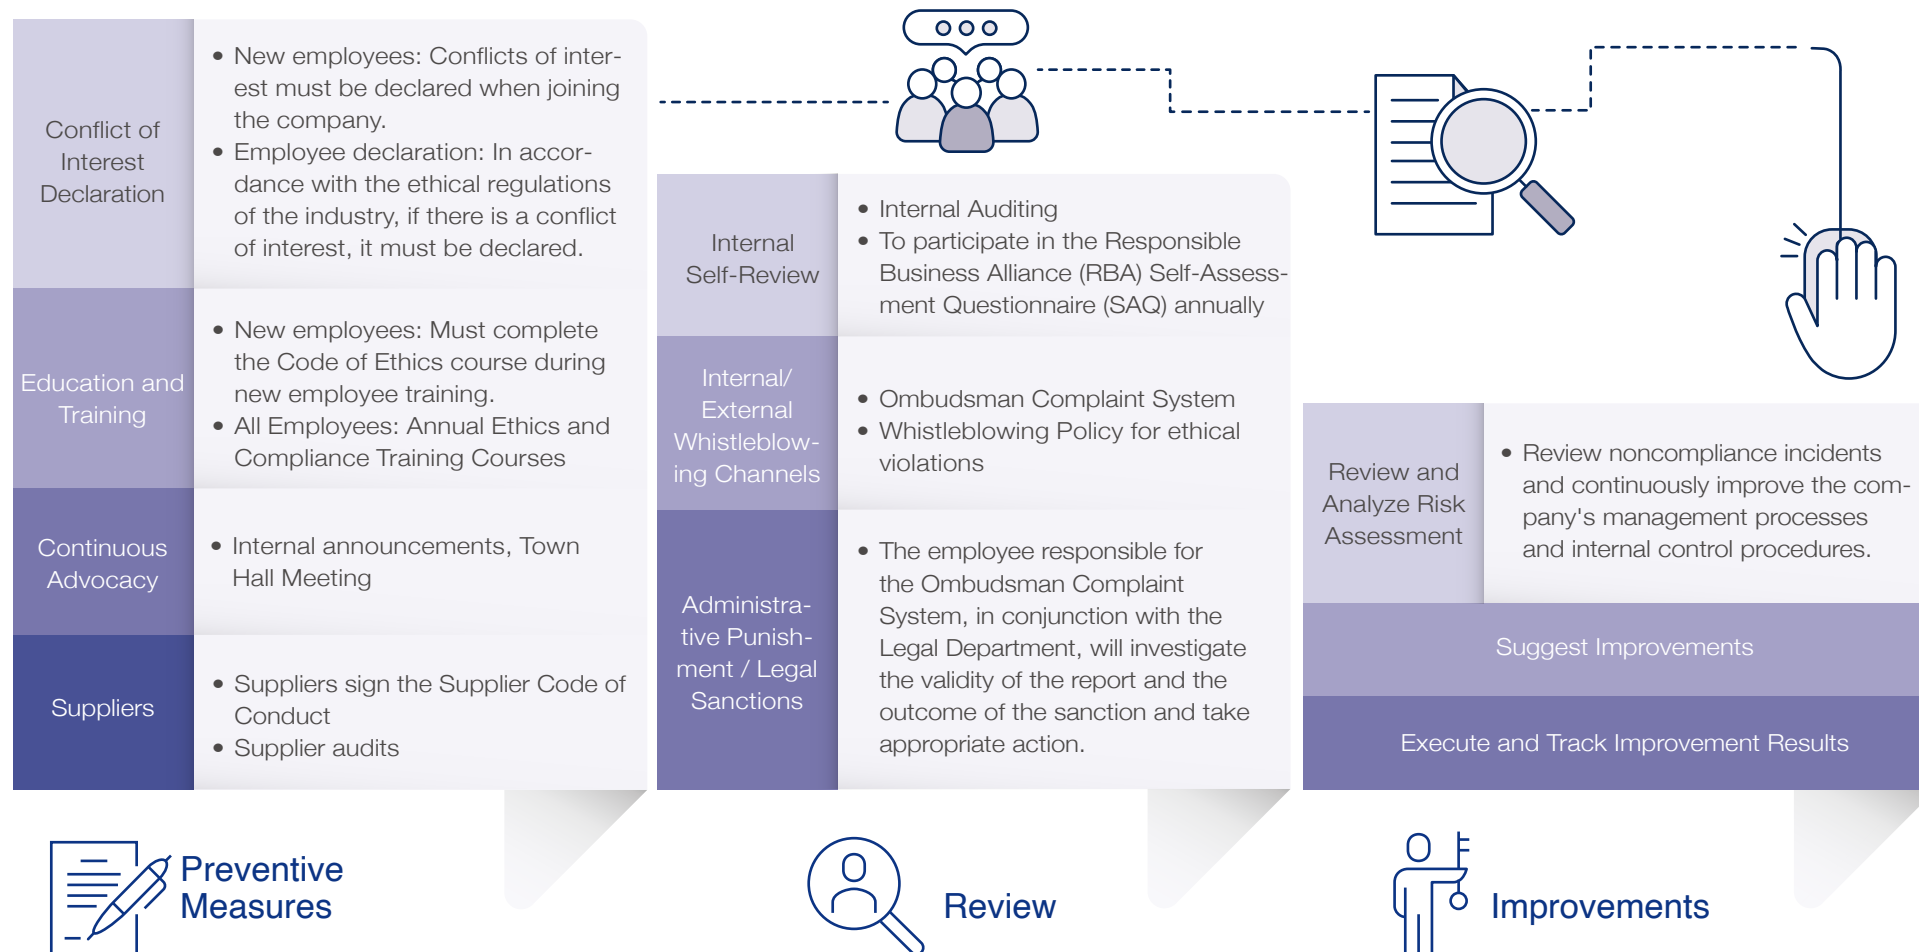 Conflict of
Interest
Declaration
• New employees: Conflicts of inter-
est must be declared when joining
the company.
• Employee declaration: In accor-
dance with the ethical regulations
of the industry, if there is a conflict
of interest, it must be declared.
Education and
Training
• New employees: Must complete
the Code of Ethics course during
new employee training.
• All Employees: Annual Ethics and
Compliance Training Courses
Continuous
Advocacy
• Internal announcements, Town
Hall Meeting
Suppliers
• Suppliers sign the Supplier Code of
Conduct
• Supplier audits
Preventive
Measures
Internal
Self-Review
• Internal Auditing
• To participate in the Responsible
Business Alliance (RBA) Self-Assess-
ment Questionnaire (SAQ) annually
Internal/
External
Whistleblow-
ing Channels
• Ombudsman Complaint System
• Whistleblowing Policy for ethical
violations
Administra-
tive Punish-
ment / Legal
Sanctions
• The employee responsible for
the Ombudsman Complaint
System, in conjunction with the
Legal Department, will investigate
the validity of the report and the
outcome of the sanction and take
appropriate action.
Review
Review and
Analyze Risk
Assessment
• Review noncompliance incidents
and continuously improve the com-
pany's management processes
and internal control procedures.
Suggest Improvements
Execute and Track Improvement Results
Improvements